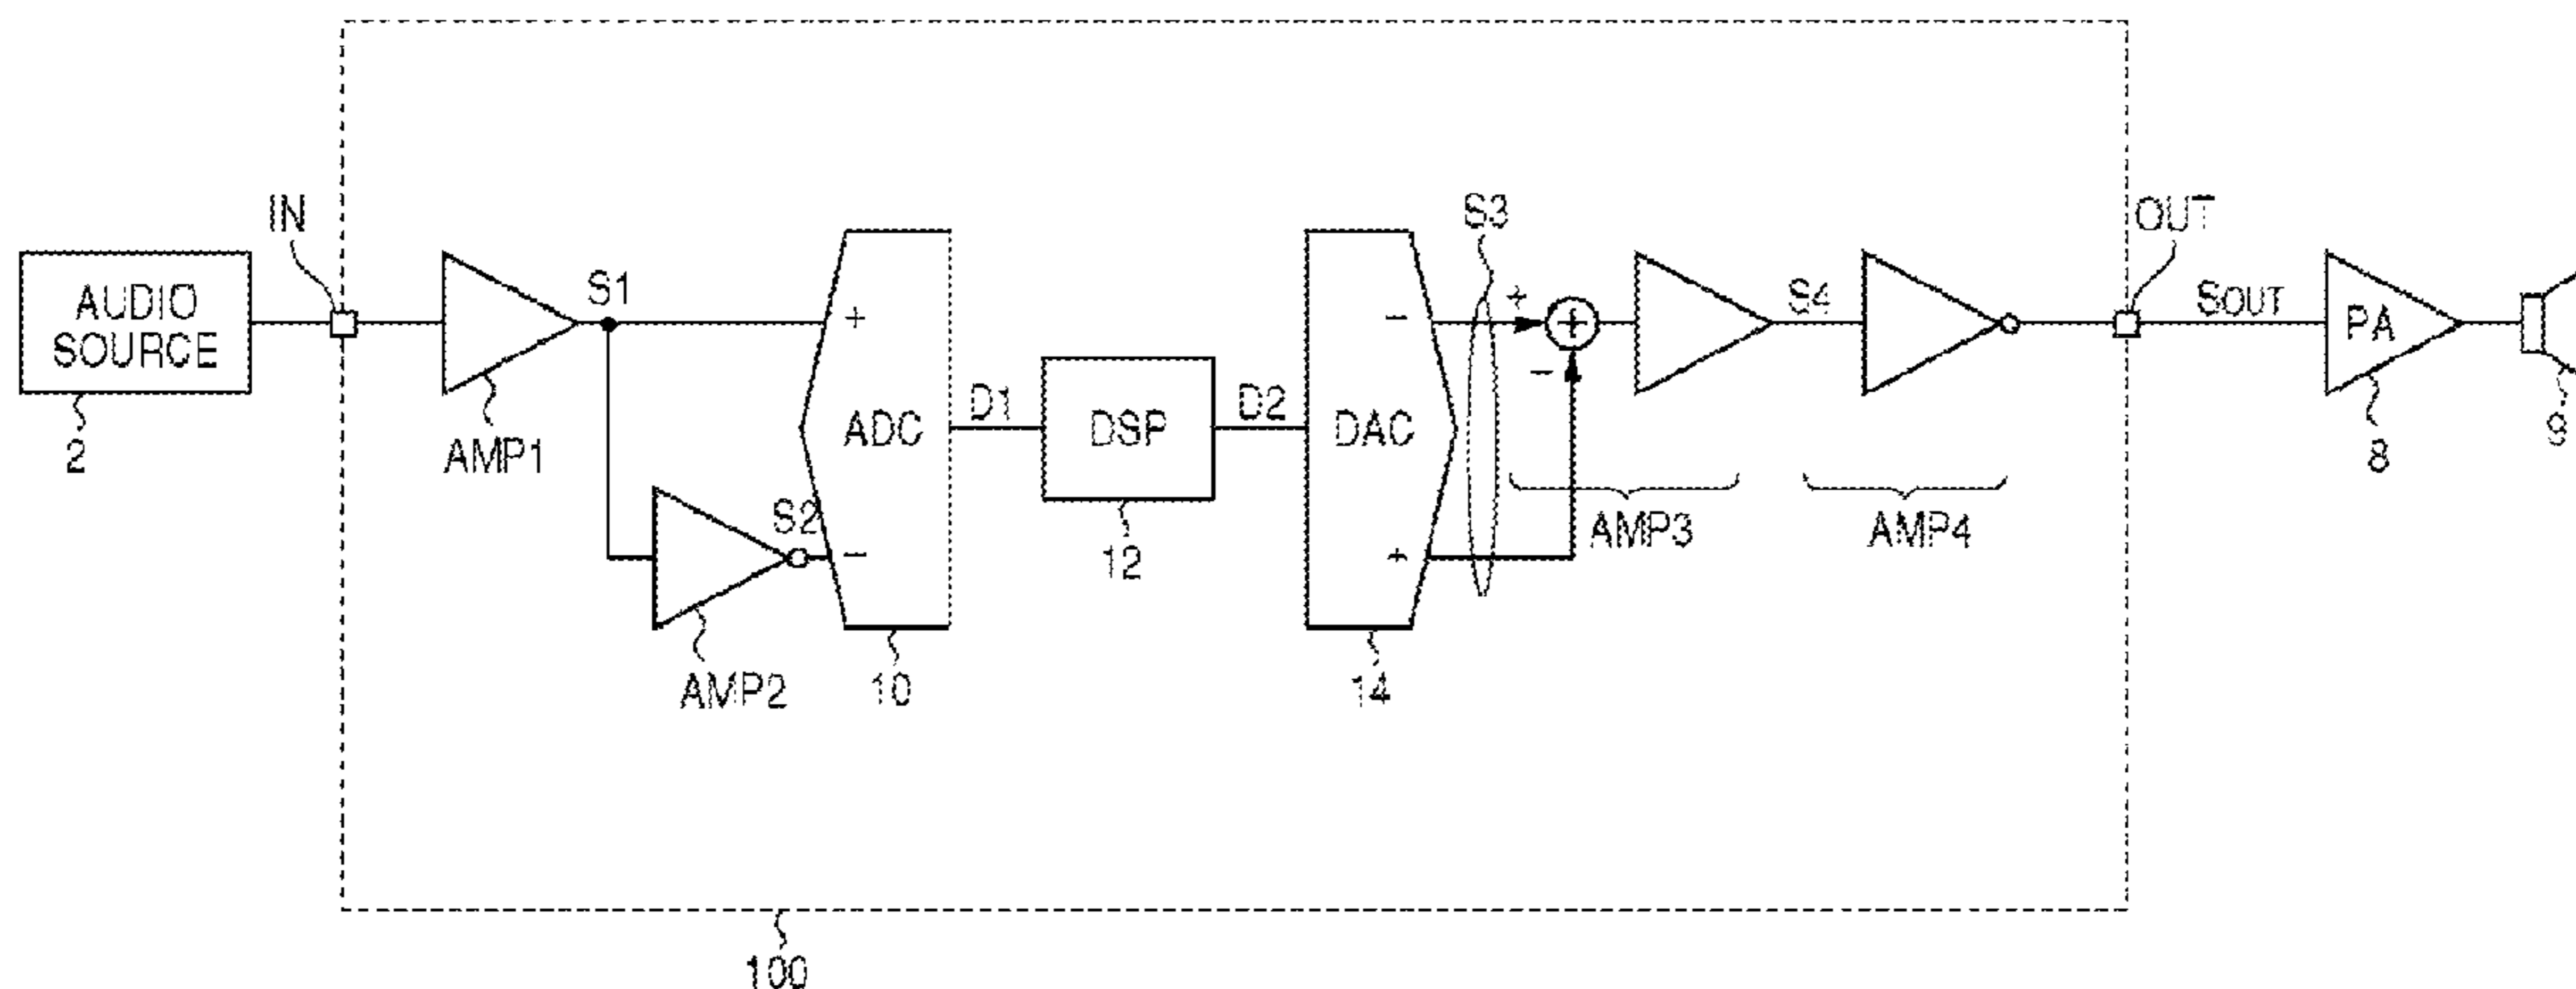 AUDIO
SOURCE
2
IN
AMP1
S1
AMP2
S2
+
−
ADC
10
D1
DSP
12
D2
DAC
−
+
14
S3
+
+
−
AMP3
S4
AMP4
OUT
SOUT
PA
8
9
100